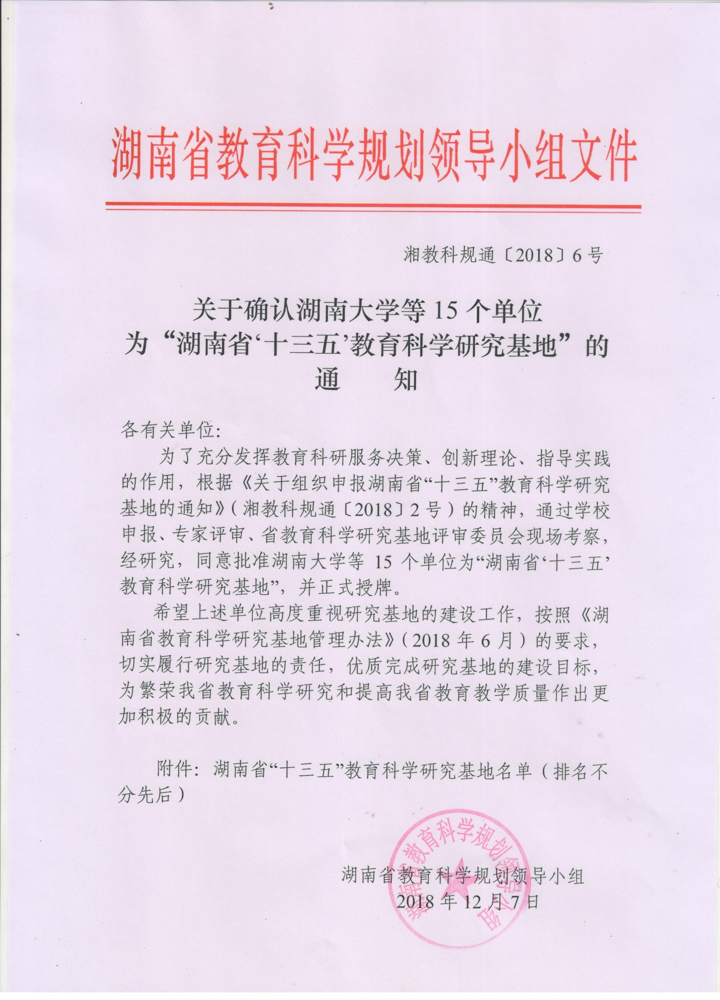 湖南省教育科学规划领导小组文件
湘教科规通〔2018〕6号
关于确认湖南大学等 15 个单位
为“湖南省‘十三五’教育科学研究基地”的
通 知
各有关单位：
为了充分发挥教育科研服务决策、创新理论、指导实践
的作用，根据《关于组织申报湖南省“十三五”教育科学研究
基地的通知》（湘教科规通〔2018〕2号）的精神，通过学校
申报、专家评审、省教育科学研究基地评审委员会现场考察，
经研究，同意批准湖南大学等 15 个单位为“湖南省‘十三五’
教育科学研究基地”，并正式授牌。
希望上述单位高度重视研究基地的建设工作，按照《湖
南省教育科学研究基地管理办法》（2018 年 6 月）的要求，
切实履行研究基地的责任，优质完成研究基地的建设目标，
为繁荣我省教育科学研究和提高我省教育教学质量作出更
加积极的贡献。
附件：湖南省“十三五”教育科学研究基地名单（排名不
分先后）
湖南省教育科学规划领导小组
湖南省教育科学规划领导小组
2018 年 12 月 7 日